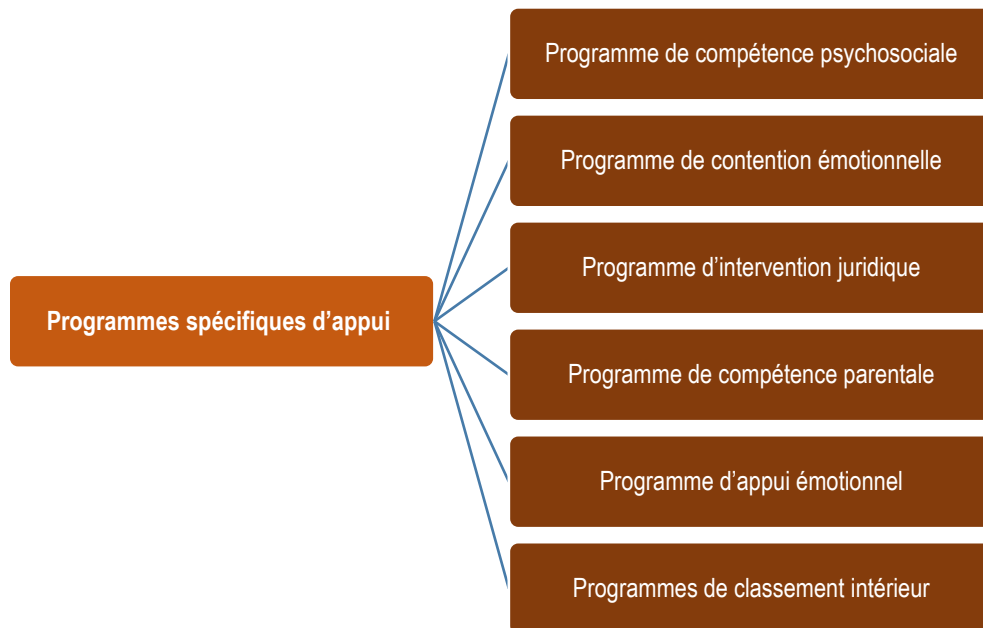 Programmes spécifiques d’appui
Programme de compétence psychosociale
Programme de contention émotionnelle
Programme d’intervention juridique
Programme de compétence parentale
Programme d’appui émotionnel
Programmes de classement intérieur